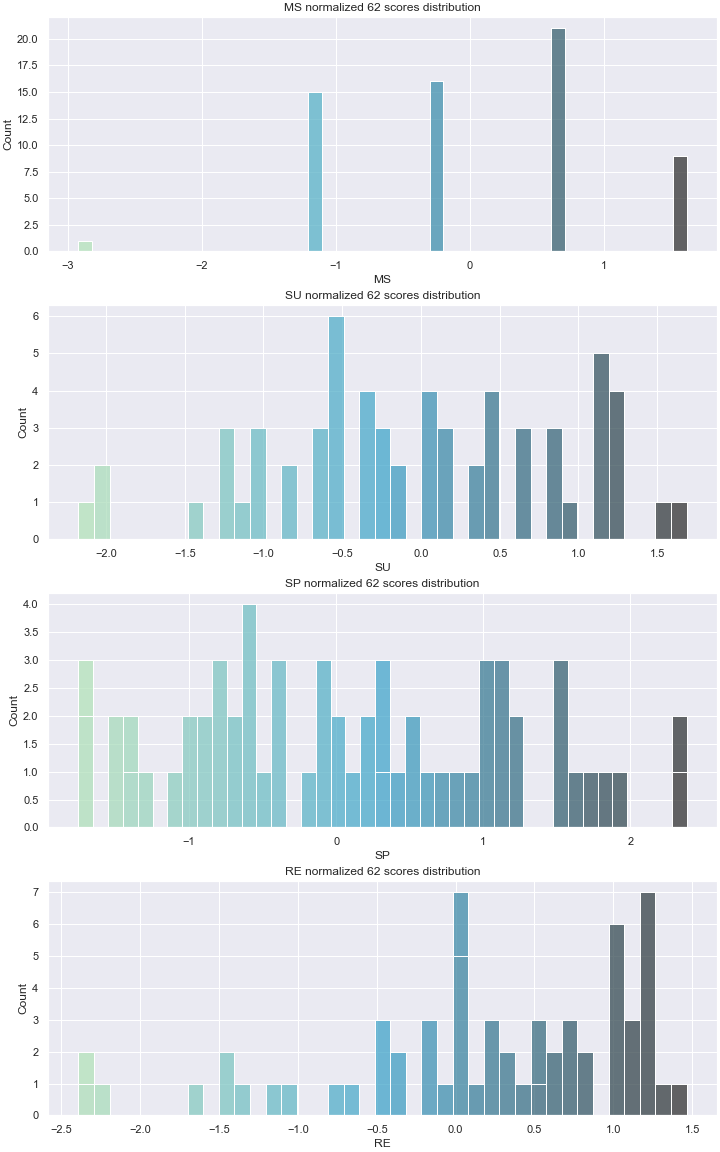 MS normalized 62 scores distribution
20.0
17.5
15.0
12.5
10.0
7.5
5.0
2.5
0.0
Count
−3 −2 −1 0 1
MS
SU normalized 62 scores distribution
6
5
4
3
2
1
0
Count
−2.0 −1.5 −1.0 −0.5 0.0 0.5 1.0 1.5
SU
SP normalized 62 scores distribution
4.0
3.5
3.0
2.5
2.0
1.5
1.0
0.5
0.0
Count
−1 0 1 2
SP
RE normalized 62 scores distribution
7
6
5
4
3
2
1
0
Count
−2.5 −2.0 −1.5 −1.0 −0.5 0.0 0.5 1.0 1.5
RE